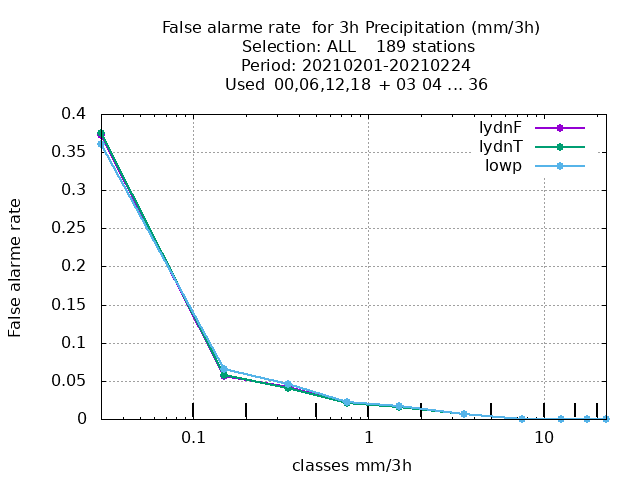 False alarme rate  for 3h Precipitation (mm/3h)
Selection: ALL    189 stations
Period: 20210201-20210224
Used  00,06,12,18  + 03 04 ... 36
lydnF
lydnT
lowp
0.4
0.35
0.3
0.25
0.2
0.15
0.1
0.05
0
False alarme rate
0.1 1 10
classes mm/3h